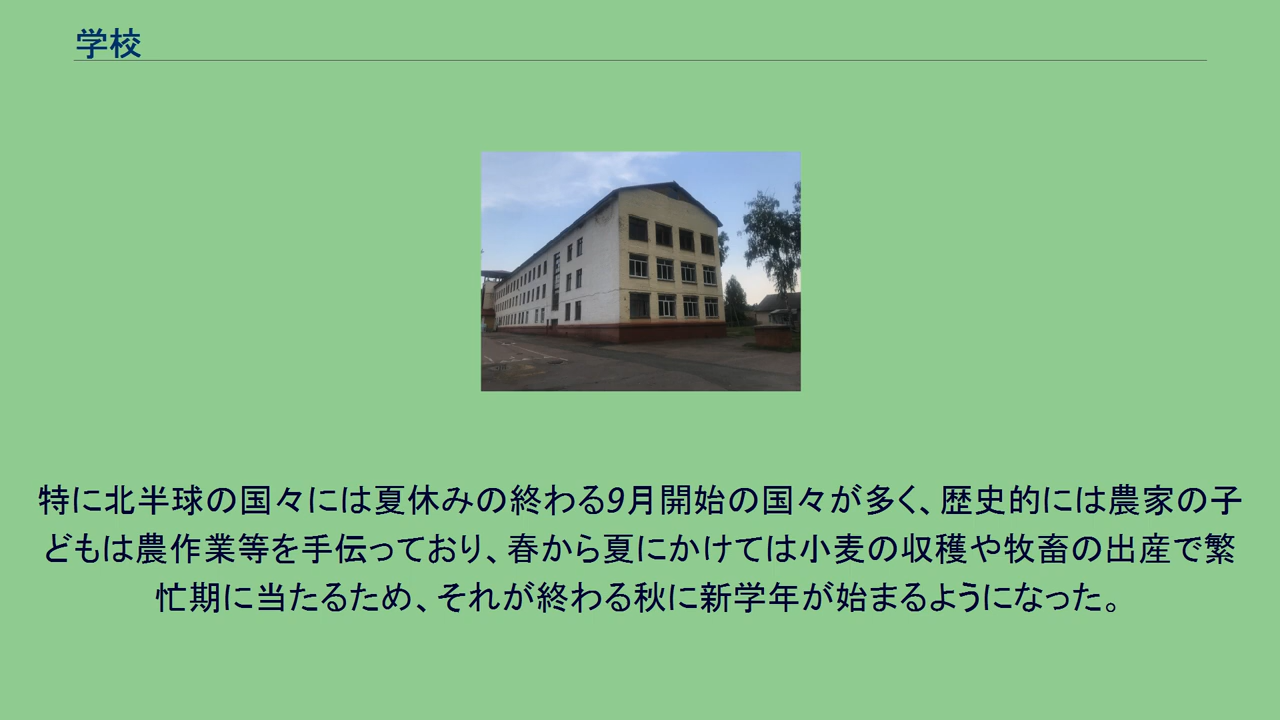 学校
特に北半球の国々には夏休みの終わる9月開始の国々が多く、歴史的には農家の子
どもは農作業等を手伝っており、春から夏にかけては小麦の収穫や牧畜の出産で繁
忙期に当たるため、それが終わる秋に新学年が始まるようになった。